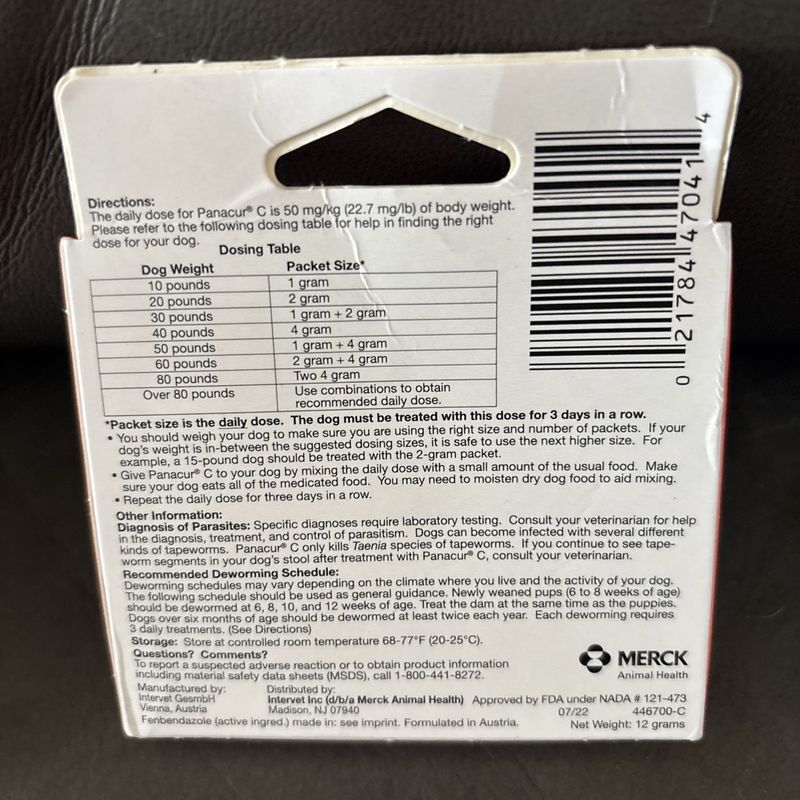 0 21784 47041 4
Directions:
The daily dose for Panacur® C is 50 mg/kg (22.7 mg/lb) of body weight.
Please refer to the following dosing table for help in finding the right
dose for your dog.
Dosing Table
Dog Weight Packet Size*
10 pounds 1 gram
20 pounds 2 gram
30 pounds 1 gram + 2 gram
40 pounds 4 gram
50 pounds 1 gram + 4 gram
60 pounds 2 gram + 4 gram
80 pounds Two 4 gram
Over 80 pounds Use combinations to obtain
recommended daily dose.
*Packet size is the daily dose. The dog must be treated with this dose for 3 days in a row.
• You should weigh your dog to make sure you are using the right size and number of packets. If your
dog's weight is in-between the suggested dosing sizes, it is safe to use the next higher size. For
example, a 15-pound dog should be treated with the 2-gram packet.
• Give Panacur® C to your dog by mixing the daily dose with a small amount of the usual food. Make
sure your dog eats all of the medicated food. You may need to moisten dry dog food to aid mixing.
• Repeat the daily dose for three days in a row.
Other Information:
Diagnosis of Parasites: Specific diagnoses require laboratory testing. Consult your veterinarian for help
in the diagnosis, treatment, and control of parasitism. Dogs can become infected with several different
kinds of tapeworms. Panacur® C only kills Taenia species of tapeworms. If you continue to see tape-
worm segments in your dog's stool after treatment with Panacur® C, consult your veterinarian.
Recommended Deworming Schedule:
Deworming schedules may vary depending on the climate where you live and the activity of your dog.
The following schedule should be used as general guidance. Newly weaned pups (6 to 8 weeks of age)
should be dewormed at 6, 8, 10, and 12 weeks of age. Treat the dam at the same time as the puppies.
Dogs over six months of age should be dewormed at least twice each year. Each deworming requires
3 daily treatments. (See Directions)
Storage: Store at controlled room temperature 68-77°F (20-25°C).
Questions? Comments?
To report a suspected adverse reaction or to obtain product information
including material safety data sheets (MSDS), call 1-800-441-8272.
MERCK
Animal Health
Manufactured by: Distributed by:
Intervet GesmbH Intervet Inc (d/b/a Merck Animal Health) Approved by FDA under NADA # 121-473
Vienna, Austria Madison, NJ 07940 07/22 446700-C
Fenbendazole (active ingred.) made in: see imprint. Formulated in Austria. Net Weight: 12 grams